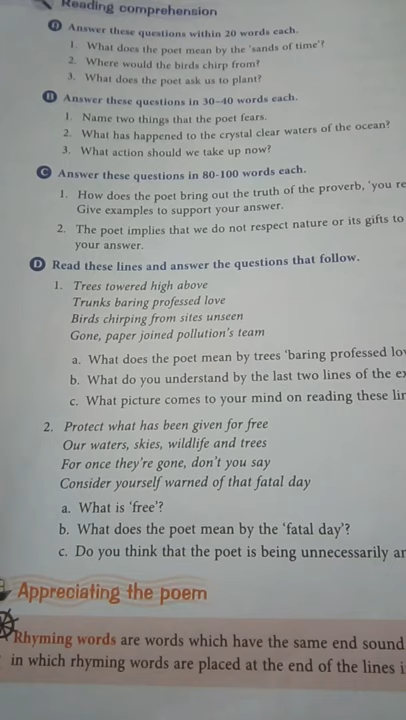 Reading comprehension
A Answer these questions within 20 words each.
1. What does the poet mean by the 'sands of time'?
2. Where would the birds chirp from?
3. What does the poet ask us to plant?
B Answer these questions in 30–40 words each.
1. Name two things that the poet fears.
2. What has happened to the crystal clear waters of the ocean?
3. What action should we take up now?
C Answer these questions in 80-100 words each.
1. How does the poet bring out the truth of the proverb, 'you re
Give examples to support your answer.
2. The poet implies that we do not respect nature or its gifts to
your answer.
D Read these lines and answer the questions that follow.
1. Trees towered high above
Trunks baring professed love
Birds chirping from sites unseen
Gone, paper joined pollution's team
a. What does the poet mean by trees 'baring professed lo
b. What do you understand by the last two lines of the
c. What picture comes to your mind on reading these
2. Protect what has been given for free
Our waters, skies, wildlife and trees
For once they're gone, don't you say
Consider yourself warned of that fatal day
a. What is 'free'?
b. What does the poet mean by the 'fatal day'?
c. Do you think that the poet is being unnecessarily
Appreciating the poem
Rhyming words are words which have the same end sound
in which rhyming words are placed at the end of the lines